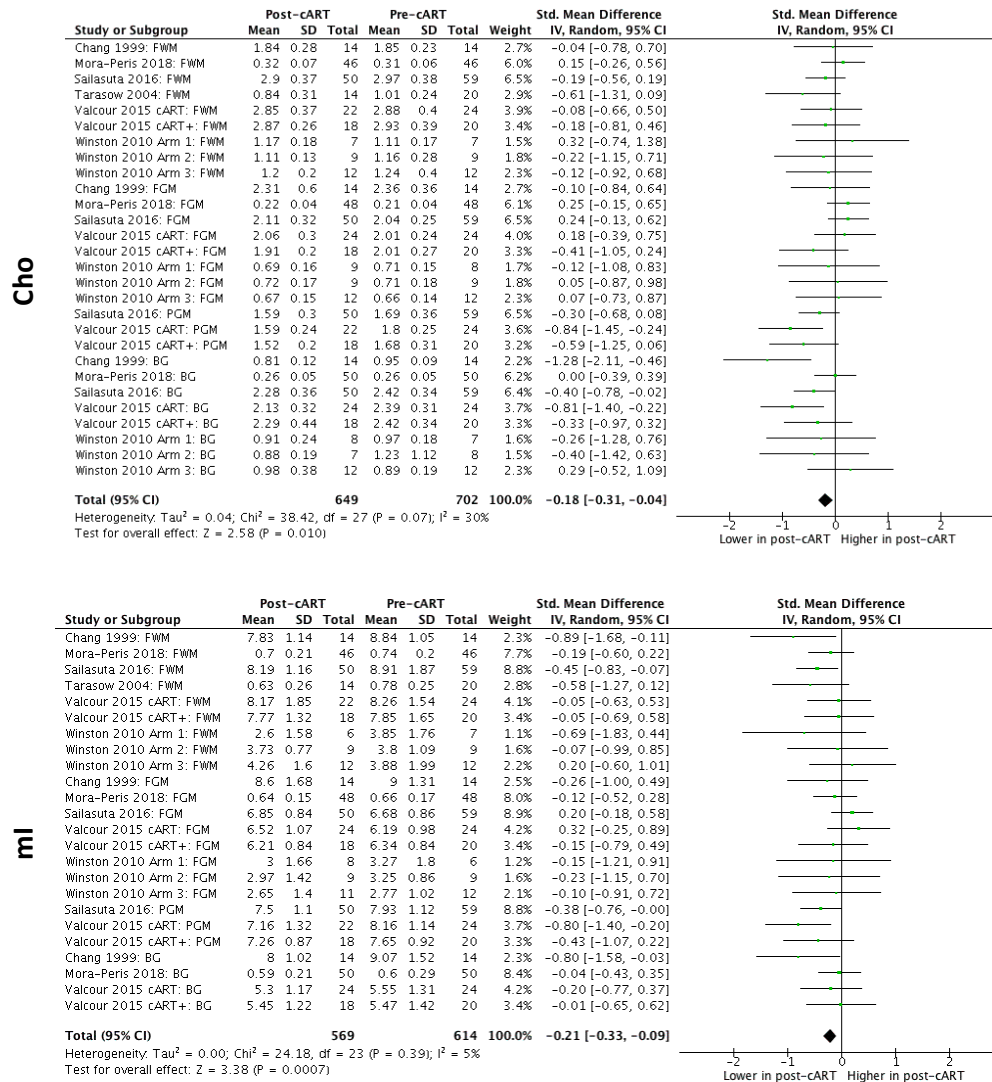 Cho
Post-cART Pre-cART Std. Mean Difference Std. Mean Difference
Study or Subgroup Mean SD Total Mean SD Total Weight IV, Random, 95% CI IV, Random, 95% CI
Chang 1999: FWM 1.84 0.28 14 1.85 0.23 14 2.7% -0.04 [-0.78, 0.70]
Mora-Peris 2018: FWM 0.32 0.07 46 0.31 0.06 46 6.0% 0.15 [-0.26, 0.56]
Sailasuta 2016: FWM 2.9 0.37 50 2.97 0.38 59 6.5% -0.19 [-0.56, 0.19]
Tarasow 2004: FWM 0.84 0.31 14 1.01 0.24 20 2.9% -0.61 [-1.31, 0.09]
Valcour 2015 cART: FWM 2.85 0.37 22 2.88 0.4 24 3.9% -0.08 [-0.66, 0.50]
Valcour 2015 cART+: FWM 2.87 0.26 18 2.93 0.39 20 3.4% -0.18 [-0.81, 0.46]
Winston 2010 Arm 1: FWM 1.17 0.18 7 1.11 0.17 7 1.5% 0.32 [-0.74, 1.38]
Winston 2010 Arm 2: FWM 1.11 0.13 9 1.16 0.28 9 1.8% -0.22 [-1.15, 0.71]
Winston 2010 Arm 3: FWM 1.2 0.2 12 1.24 0.4 12 2.3% -0.12 [-0.92, 0.68]
Chang 1999: FGM 2.31 0.6 14 2.36 0.36 14 2.7% -0.10 [-0.84, 0.64]
Mora-Peris 2018: FGM 0.22 0.04 48 0.21 0.04 48 6.1% 0.25 [-0.15, 0.65]
Sailasuta 2016: FGM 2.11 0.32 50 2.04 0.25 59 6.5% 0.24 [-0.13, 0.62]
Valcour 2015 cART: FGM 2.06 0.3 24 2.01 0.24 24 4.0% 0.18 [-0.39, 0.75]
Valcour 2015 cART+: FGM 1.91 0.2 18 2.01 0.27 20 3.3% -0.41 [-1.05, 0.24]
Winston 2010 Arm 1: FGM 0.69 0.16 9 0.71 0.15 8 1.7% -0.12 [-1.08, 0.83]
Winston 2010 Arm 2: FGM 0.72 0.17 9 0.71 0.18 9 1.8% 0.05 [-0.87, 0.98]
Winston 2010 Arm 3: FGM 0.67 0.15 12 0.66 0.14 12 2.3% 0.07 [-0.73, 0.87]
Sailasuta 2016: PGM 1.59 0.3 50 1.69 0.36 59 6.5% -0.30 [-0.68, 0.08]
Valcour 2015 cART: PGM 1.59 0.24 22 1.8 0.25 24 3.6% -0.84 [-1.45, -0.24]
Valcour 2015 cART+: PGM 1.52 0.2 18 1.68 0.31 20 3.2% -0.59 [-1.25, 0.06]
Chang 1999: BG 0.81 0.12 14 0.95 0.09 14 2.2% -1.28 [-2.11, -0.46]
Mora-Peris 2018: BG 0.26 0.05 50 0.26 0.05 50 6.2% 0.00 [-0.39, 0.39]
Sailasuta 2016: BG 2.28 0.36 50 2.42 0.34 59 6.4% -0.40 [-0.78, -0.02]
Valcour 2015 cART: BG 2.13 0.32 24 2.39 0.31 24 3.7% -0.81 [-1.40, -0.22]
Valcour 2015 cART+: BG 2.29 0.44 18 2.42 0.34 20 3.3% -0.33 [-0.97, 0.32]
Winston 2010 Arm 1: BG 0.91 0.24 8 0.97 0.18 7 1.6% -0.26 [-1.28, 0.76]
Winston 2010 Arm 2: BG 0.88 0.19 7 1.23 1.12 8 1.6% -0.40 [-1.42, 0.63]
Winston 2010 Arm 3: BG 0.98 0.38 12 0.89 0.19 12 2.3% 0.29 [-0.52, 1.09]
Total (95% CI) 649 702 100.0% -0.18 [-0.31, -0.04]
Heterogeneity: Tau² = 0.04; Chi² = 38.42, df = 27 (P = 0.07); I² = 30%
Test for overall effect: Z = 2.58 (P = 0.010)
-2 -1 0 1 2
Lower in post-cART Higher in post-cART
mI
Post-cART Pre-cART Std. Mean Difference Std. Mean Difference
Study or Subgroup Mean SD Total Mean SD Total Weight IV, Random, 95% CI IV, Random, 95% CI
Chang 1999: FWM 7.83 1.14 14 8.84 1.05 14 2.3% -0.89 [-1.68, -0.11]
Mora-Peris 2018: FWM 0.7 0.21 46 0.74 0.2 46 7.7% -0.19 [-0.60, 0.22]
Sailasuta 2016: FWM 8.19 1.16 50 8.91 1.87 59 8.8% -0.45 [-0.83, -0.07]
Tarasow 2004: FWM 0.63 0.26 14 0.78 0.25 20 2.8% -0.58 [-1.27, 0.12]
Valcour 2015 cART: FWM 8.17 1.85 22 8.26 1.54 24 4.1% -0.05 [-0.63, 0.53]
Valcour 2015 cART+: FWM 7.77 1.32 18 7.85 1.65 20 3.4% -0.05 [-0.69, 0.58]
Winston 2010 Arm 1: FWM 2.6 1.58 6 3.85 1.76 7 1.1% -0.69 [-1.83, 0.44]
Winston 2010 Arm 2: FWM 3.73 0.77 9 3.8 1.09 9 1.6% -0.07 [-0.99, 0.85]
Winston 2010 Arm 3: FWM 4.26 1.6 12 3.88 1.99 12 2.2% 0.20 [-0.60, 1.01]
Chang 1999: FGM 8.6 1.68 14 9 1.31 14 2.5% -0.26 [-1.00, 0.49]
Mora-Peris 2018: FGM 0.64 0.15 48 0.66 0.17 48 8.0% -0.12 [-0.52, 0.28]
Sailasuta 2016: FGM 6.85 0.84 50 6.68 0.86 59 8.9% 0.20 [-0.18, 0.58]
Valcour 2015 cART: FGM 6.52 1.07 24 6.19 0.98 24 4.2% 0.32 [-0.25, 0.89]
Valcour 2015 cART+: FGM 6.21 0.84 18 6.34 0.84 20 3.4% -0.15 [-0.79, 0.49]
Winston 2010 Arm 1: FGM 3 1.66 8 3.27 1.8 6 1.2% -0.15 [-1.21, 0.91]
Winston 2010 Arm 2: FGM 2.97 1.42 9 3.25 0.86 9 1.6% -0.23 [-1.15, 0.70]
Winston 2010 Arm 3: FGM 2.65 1.4 11 2.77 1.02 12 2.1% -0.10 [-0.91, 0.72]
Sailasuta 2016: PGM 7.5 1.1 50 7.93 1.12 59 8.8% -0.38 [-0.76, -0.00]
Valcour 2015 cART: PGM 7.16 1.32 22 8.16 1.14 24 3.7% -0.80 [-1.40, -0.20]
Valcour 2015 cART+: PGM 7.26 0.87 18 7.65 0.92 20 3.3% -0.43 [-1.07, 0.22]
Chang 1999: BG 8 1.02 14 9.07 1.52 14 2.3% -0.80 [-1.58, -0.03]
Mora-Peris 2018: BG 0.59 0.21 50 0.6 0.29 50 8.3% -0.04 [-0.43, 0.35]
Valcour 2015 cART: BG 5.3 1.17 24 5.55 1.31 24 4.2% -0.20 [-0.77, 0.37]
Valcour 2015 cART+: BG 5.45 1.22 18 5.47 1.42 20 3.4% -0.01 [-0.65, 0.62]
Total (95% CI) 569 614 100.0% -0.21 [-0.33, -0.09]
Heterogeneity: Tau² = 0.00; Chi² = 24.18, df = 23 (P = 0.39); I² = 5%
Test for overall effect: Z = 3.38 (P = 0.0007)
-2 -1 0 1 2
Lower in post-cART Higher in post-cART